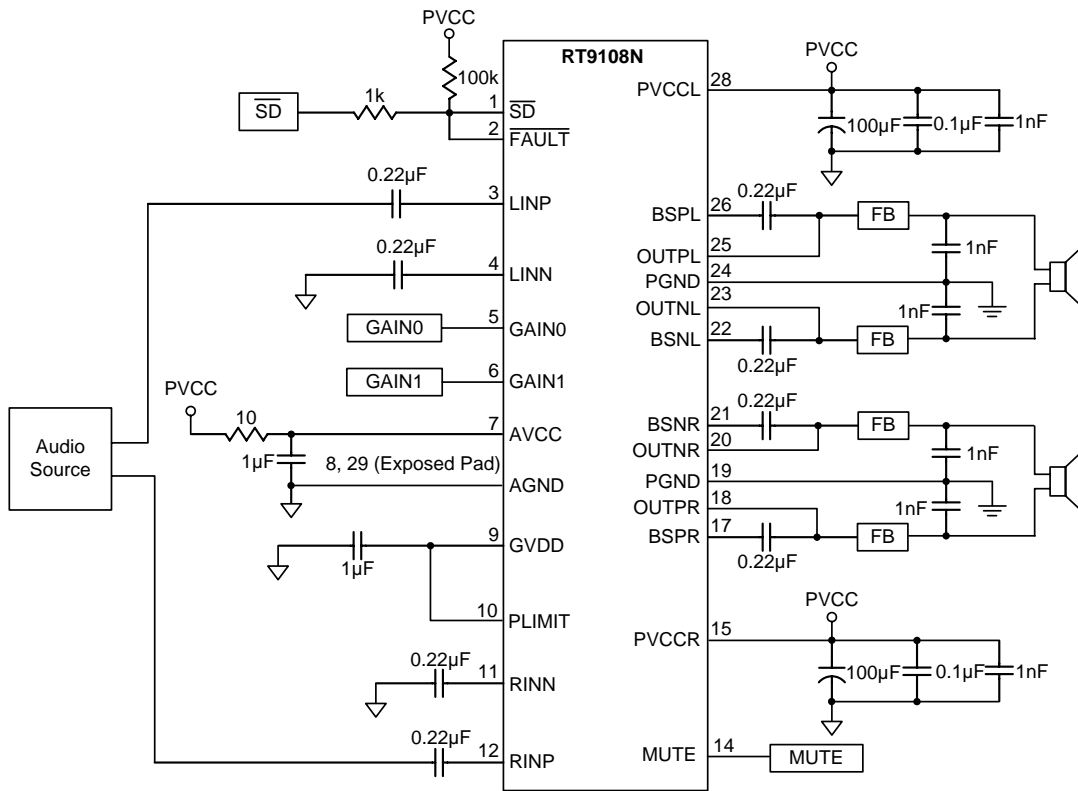 PVCC
RT9108N
100k
1k
SD
1
SD
2
FAULT
0.22µF
3
LINP
0.22µF
4
LINN
GAIN0
5
GAIN0
GAIN1
6
GAIN1
PVCC
10
7
AVCC
1µF
8, 29 (Exposed Pad)
AGND
Audio
Source
9
GVDD
1µF
10
PLIMIT
0.22µF
11
RINN
0.22µF
12
RINP
PVCC
28
PVCCL
100µF
0.1µF
1nF
0.22µF
26
BSPL
FB
25
OUTPL
1nF
24
PGND
23
OUTNL
1nF
22
BSNL
FB
0.22µF
0.22µF
21
BSNR
FB
20
OUTNR
1nF
19
PGND
18
OUTPR
1nF
17
BSPR
FB
0.22µF
PVCC
15
PVCCR
100µF
0.1µF
1nF
14
MUTE
MUTE